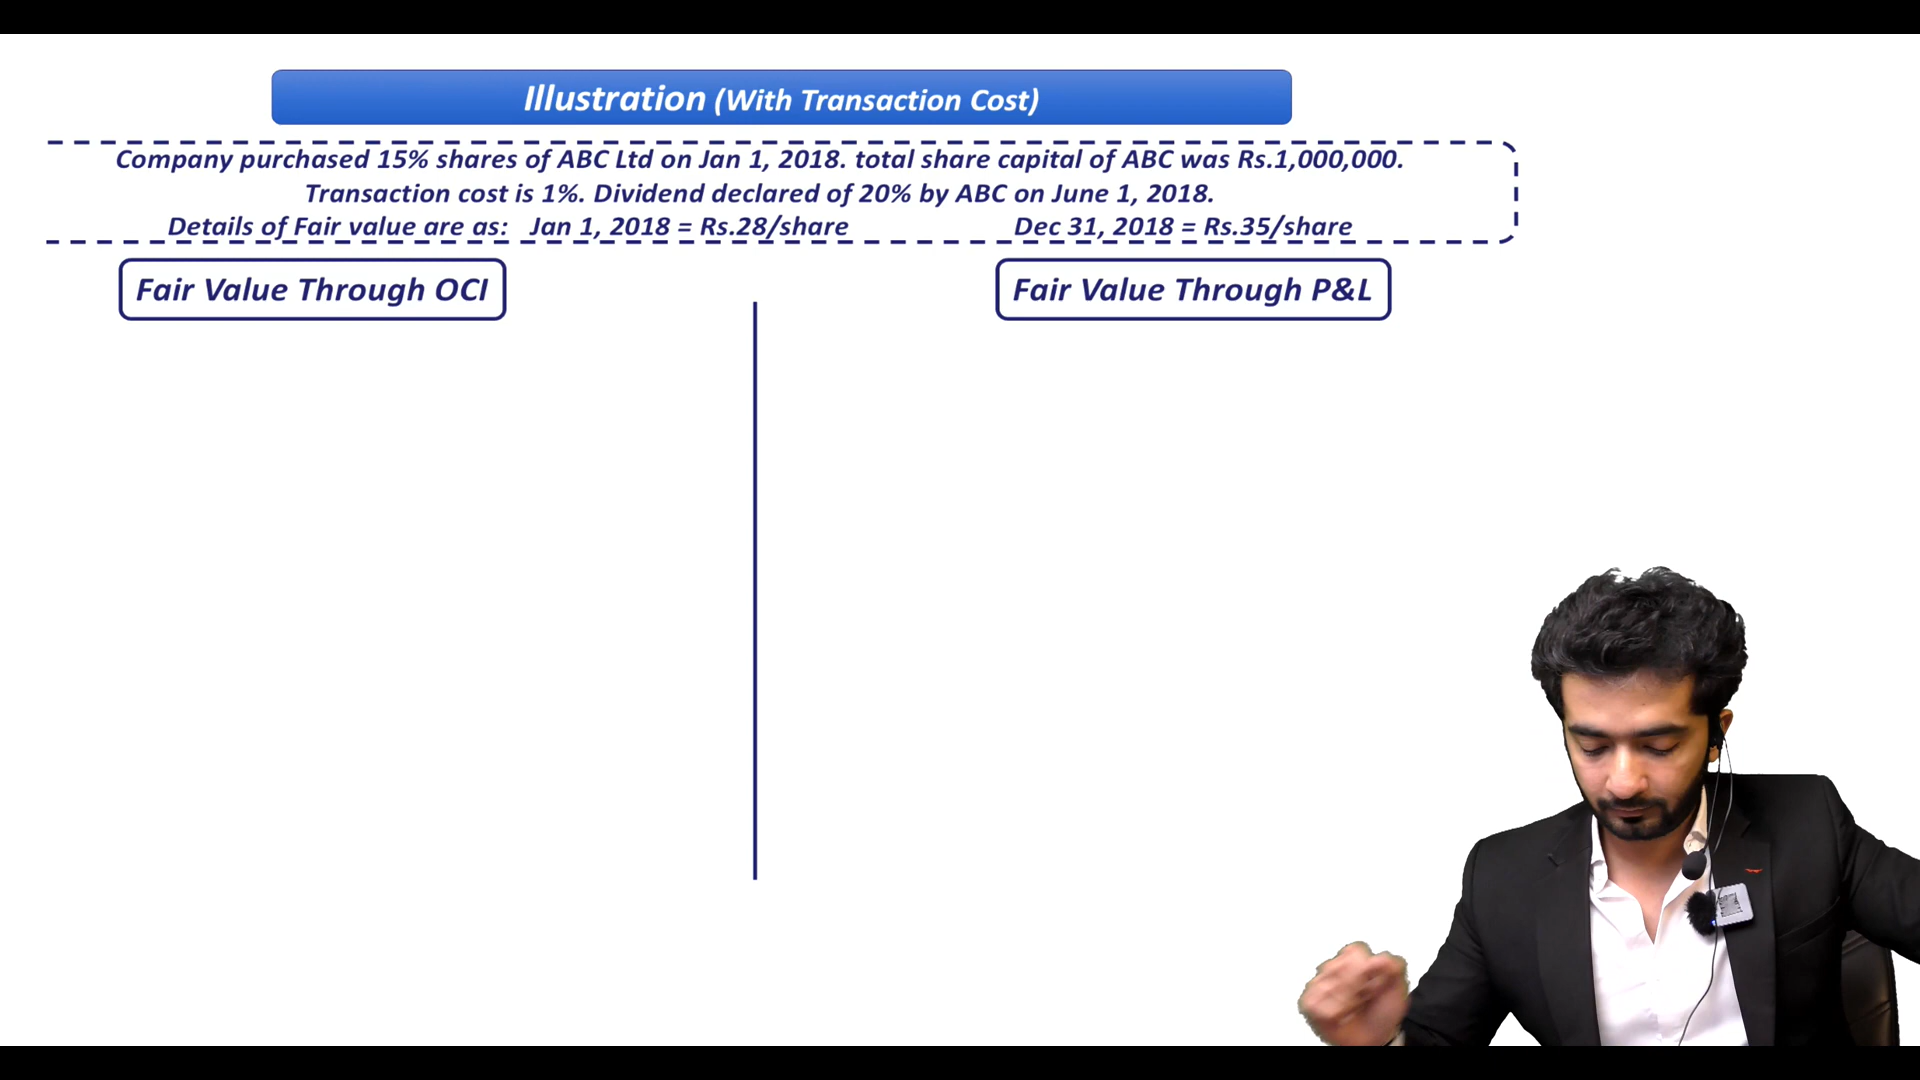 Illustration (With Transaction Cost)
Company purchased 15% shares of ABC Ltd on Jan 1, 2018. total share capital of ABC was Rs.1,000,000.
Transaction cost is 1%. Dividend declared of 20% by ABC on June 1, 2018.
Details of Fair value are as: Jan 1, 2018 = Rs.28/share Dec 31, 2018 = Rs.35/share
Fair Value Through OCI
Fair Value Through P&L